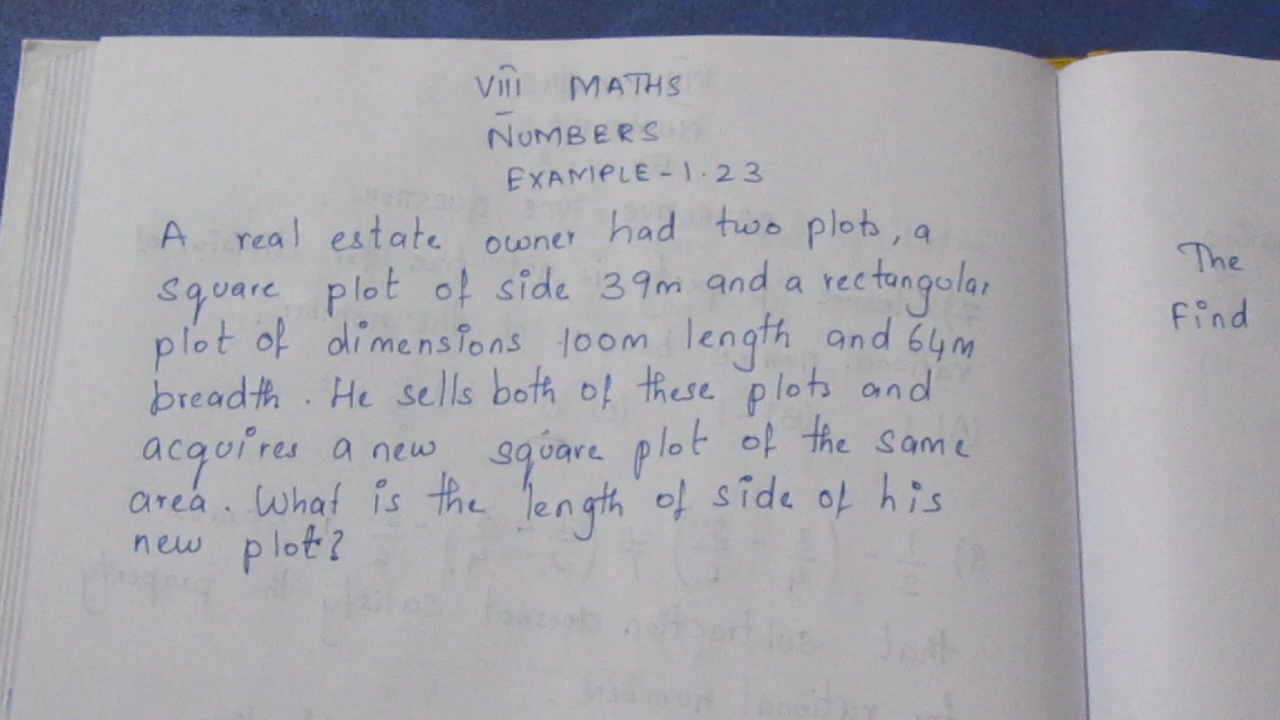 VIII MATHS
NUMBERS
EXAMPLE - 1.23
A real estate owner had two plots, a
square plot of side 39m and a rectangular
plot of dimensions 100m length and 64m
breadth. He sells both of these plots and
acquires a new square plot of the same
area. What is the length of side of his
new plot?
The
Find